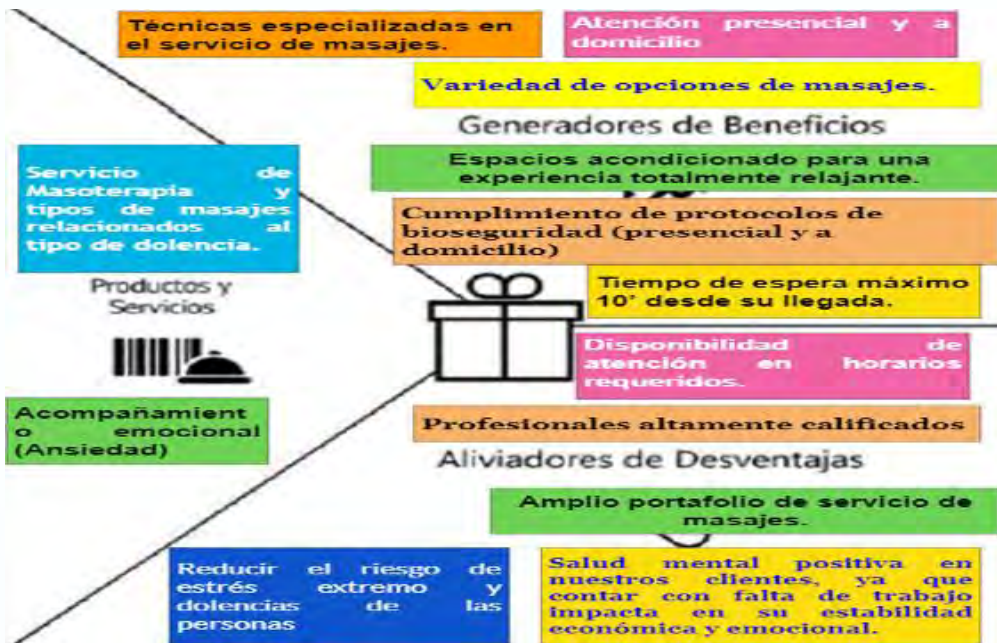 Técnicas especializadas en
el servicio de masajes.
Atención presencial y a
domicilio
Variedad de opciones de masajes.
Generadores de Beneficios
Espacios acondicionado para una
experiencia totalmente relajante.
Cumplimiento de protocolos de
bioseguridad (presencial y a
domicilio)
Tiempo de espera máximo
10' desde su llegada.
Servicio de
Masoterapia y
tipos de masajes
relacionados al
tipo de dolencia.
Productos y
Servicios
Acompañamient
o emocional
(Ansiedad)
Disponibilidad de
atención en horarios
requeridos.
Profesionales altamente calificados
Aliviadores de Desventajas
Amplio portafolio de servicio de
masajes.
Reducir el riesgo de
estrés extremo y
dolencias de las
personas
Salud mental positiva en
nuestros clientes, ya que
contar con falta de trabajo
impacta en su estabilidad
económica y emocional.